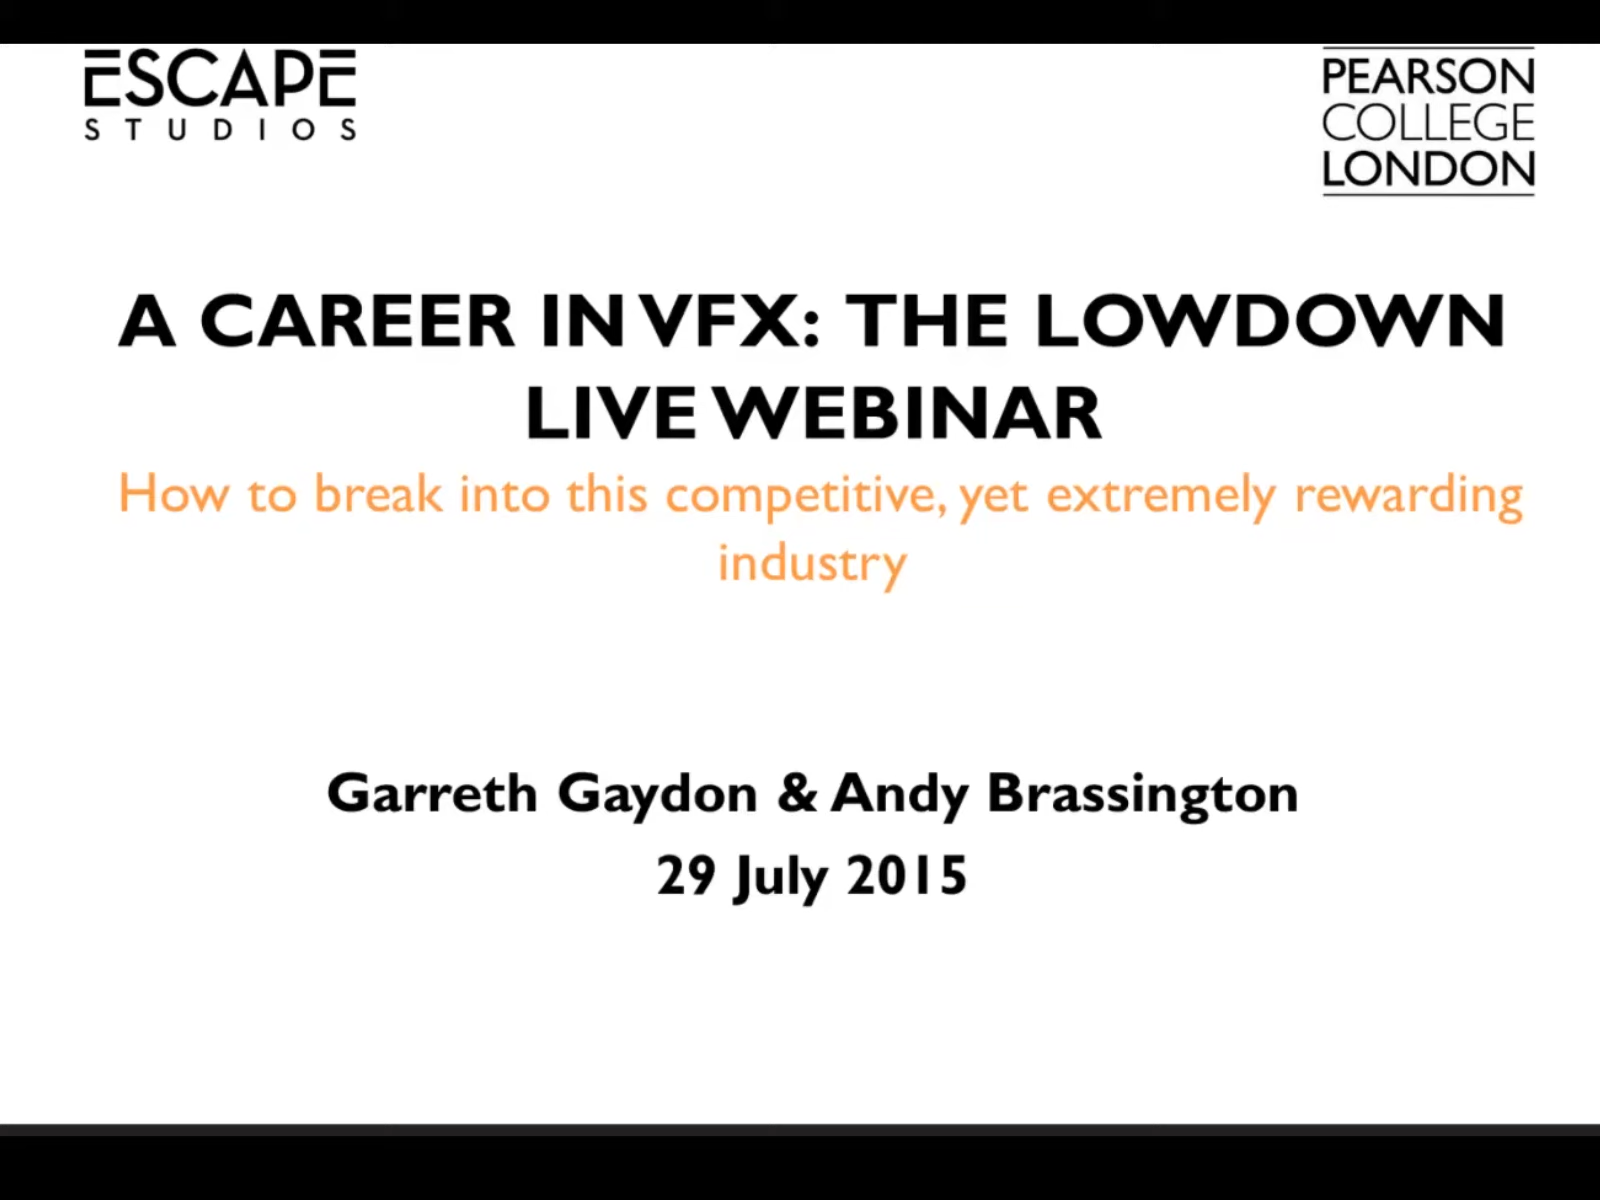 ESCAPE
STUDIOS
PEARSON
COLLEGE
LONDON
A CAREER IN VFX: THE LOWDOWN
LIVE WEBINAR
How to break into this competitive, yet extremely rewarding
industry
Garreth Gaydon & Andy Brassington
29 July 2015